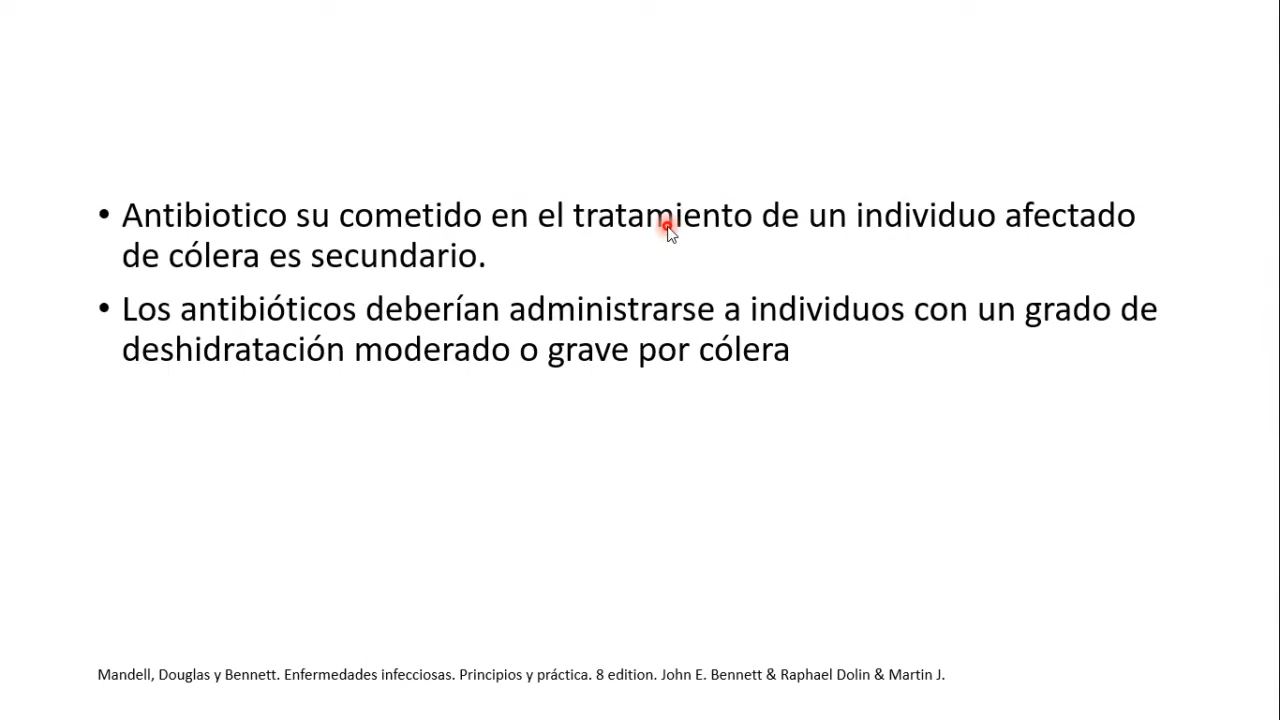 • Antibiotico su cometido en el tratamiento de un individuo afectado
de cólera es secundario.
• Los antibióticos deberían administrarse a individuos con un grado de
deshidratación moderado o grave por cólera
Mandell, Douglas y Bennett. Enfermedades infecciosas. Principios y práctica. 8 edition. John E. Bennett & Raphael Dolin & Martin J.